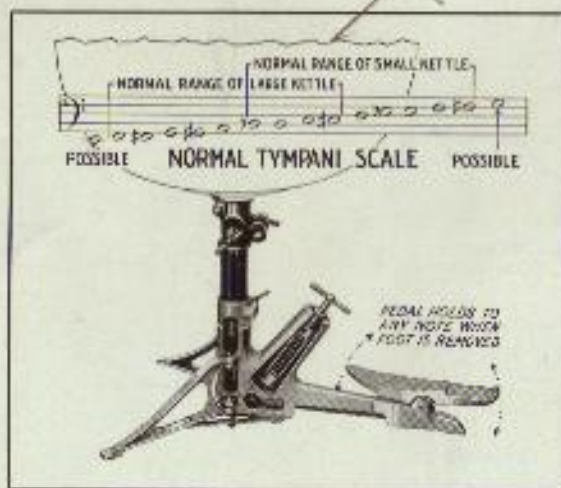 NORMAL RANGE OF SMALL KETTLE
NORMAL RANGE OF LARGE KETTLE
POSSIBLE
NORMAL TYMPANI SCALE
POSSIBLE
PEDAL HOLDS TO
ANY NOTE WHEN
FOOT IS REMOVED